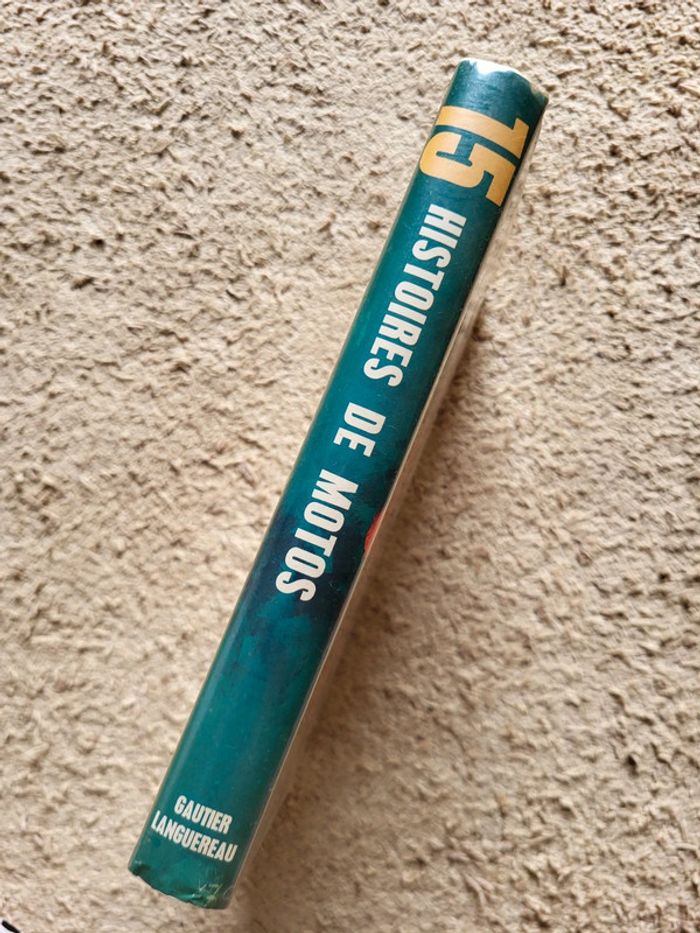 15 HISTOIRES DE MOTOS
GAUTIER
LANGUEREAU